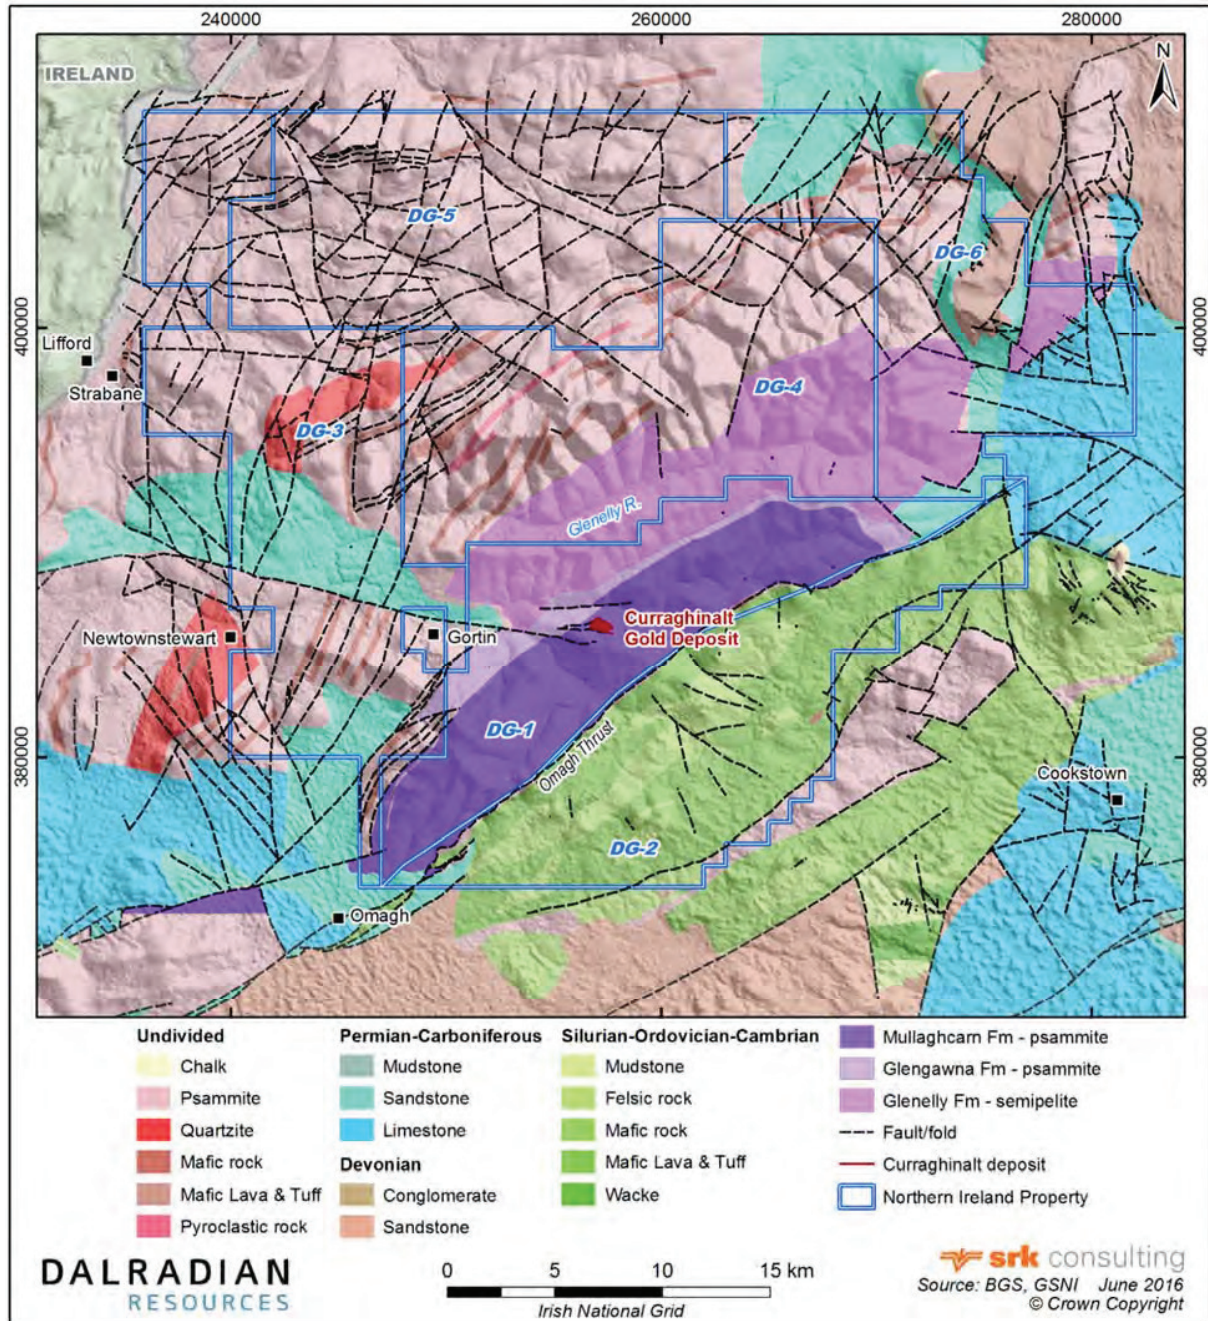 240000
260000
280000
IRELAND
N
DG-5
DG-6
400000
400000
Lifford
Strabane
DG-4
DG-3
Glenelly R.
Curraghinalt
Gold Deposit
Newtownstewart
Gortin
DG-1
Omagh Thrust
380000
380000
Cookstown
DG-2
Omagh
Undivided
Chalk
Psammite
Quartzite
Mafic rock
Mafic Lava & Tuff
Pyroclastic rock
Permian-Carboniferous
Mudstone
Sandstone
Limestone
Devonian
Conglomerate
Sandstone
Silurian-Ordovician-Cambrian
Mudstone
Felsic rock
Mafic rock
Mafic Lava & Tuff
Wacke
Mullaghcarn Fm - psammite
Glengawna Fm - psammite
Glenelly Fm - semipelite
Fault/fold
Curraghinalt deposit
Northern Ireland Property
DALRADIAN
RESOURCES
0 5 10 15 km
Irish National Grid
srk consulting
Source: BGS, GSNI June 2016
© Crown Copyright